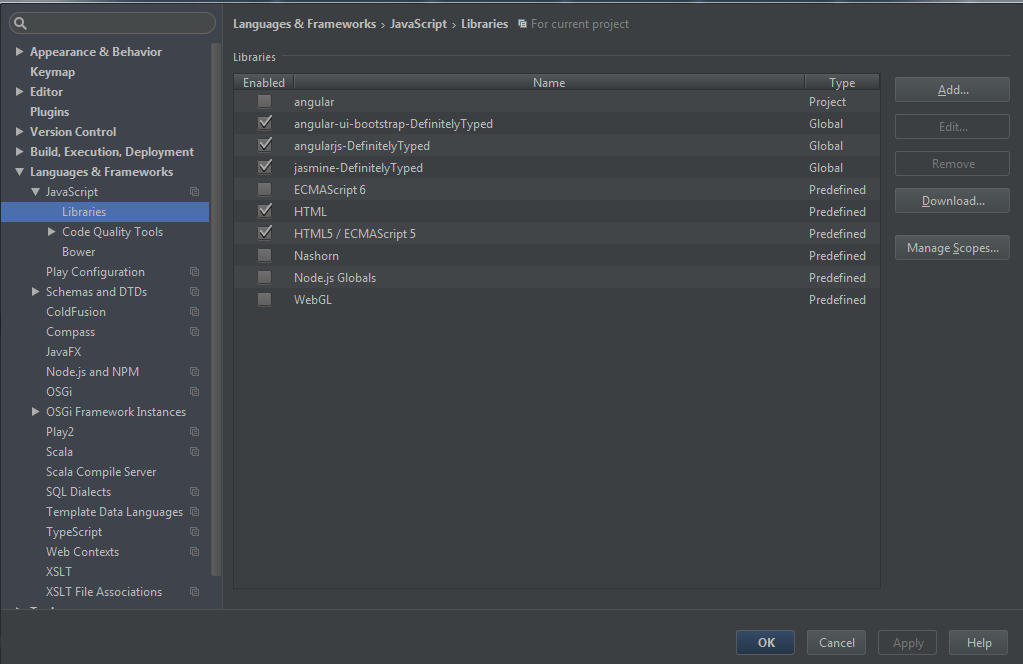 Languages & Frameworks › JavaScript › Libraries For current project
Appearance & Behavior
Keymap
Editor
Plugins
Version Control
Build, Execution, Deployment
Languages & Frameworks
JavaScript
Libraries
Code Quality Tools
Bower
Play Configuration
Schemas and DTDs
ColdFusion
Compass
JavaFX
Node.js and NPM
OSGi
OSGi Framework Instances
Play2
Scala
Scala Compile Server
SQL Dialects
Template Data Languages
TypeScript
Web Contexts
XSLT
XSLT File Associations
Libraries
Enabled Name Type
angular Project
angular-ui-bootstrap-DefinitelyTyped Global
angularjs-DefinitelyTyped Global
jasmine-DefinitelyTyped Global
ECMAScript 6 Predefined
HTML Predefined
HTML5 / ECMAScript 5 Predefined
Nashorn Predefined
Node.js Globals Predefined
WebGL Predefined
Add...
Edit...
Remove
Download...
Manage Scopes...
OK Cancel Apply Help